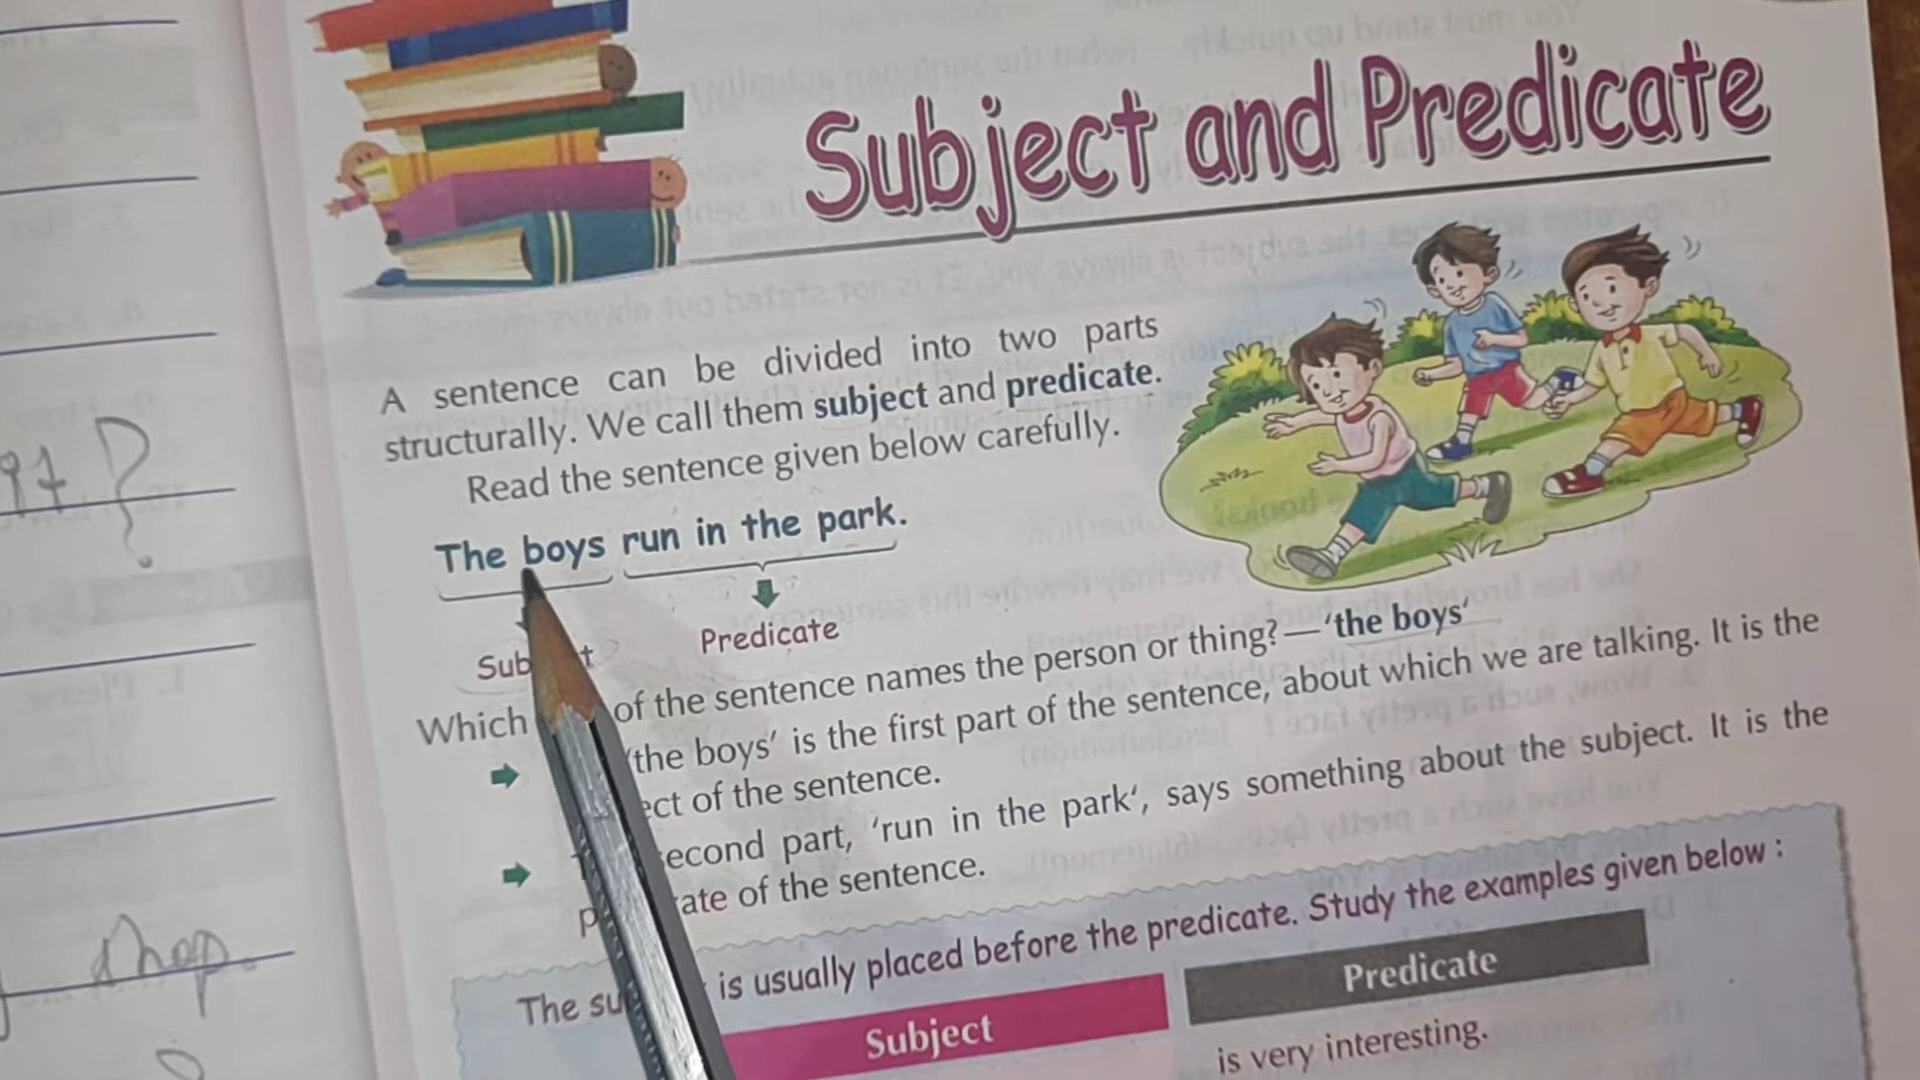 Subject and Predicate
A sentence can be divided into two parts
structurally. We call them subject and predicate.
Read the sentence given below carefully.
The boys run in the park.
Predicate
Which of the sentence names the person or thing?—'the boys'
'the boys' is the first part of the sentence, about which we are talking. It is the
of the sentence.
second part, 'run in the park', says something about the subject. It is the
of the sentence.
The is usually placed before the predicate. Study the examples given below :
Subject
Predicate
is very interesting.
shop.